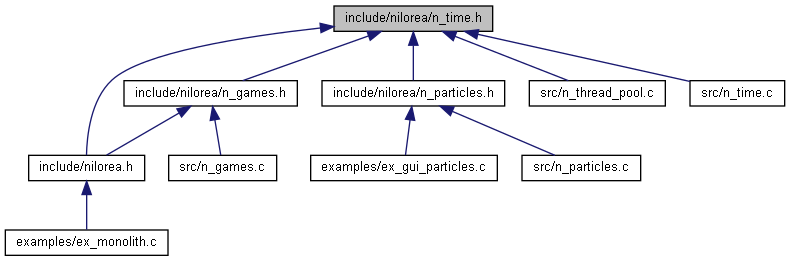 include/nilorea/n_time.h
include/nilorea/n_games.h
include/nilorea/n_particles.h
src/n_thread_pool.c
src/n_time.c
include/nilorea.h
src/n_games.c
examples/ex_gui_particles.c
src/n_particles.c
examples/ex_monolith.c